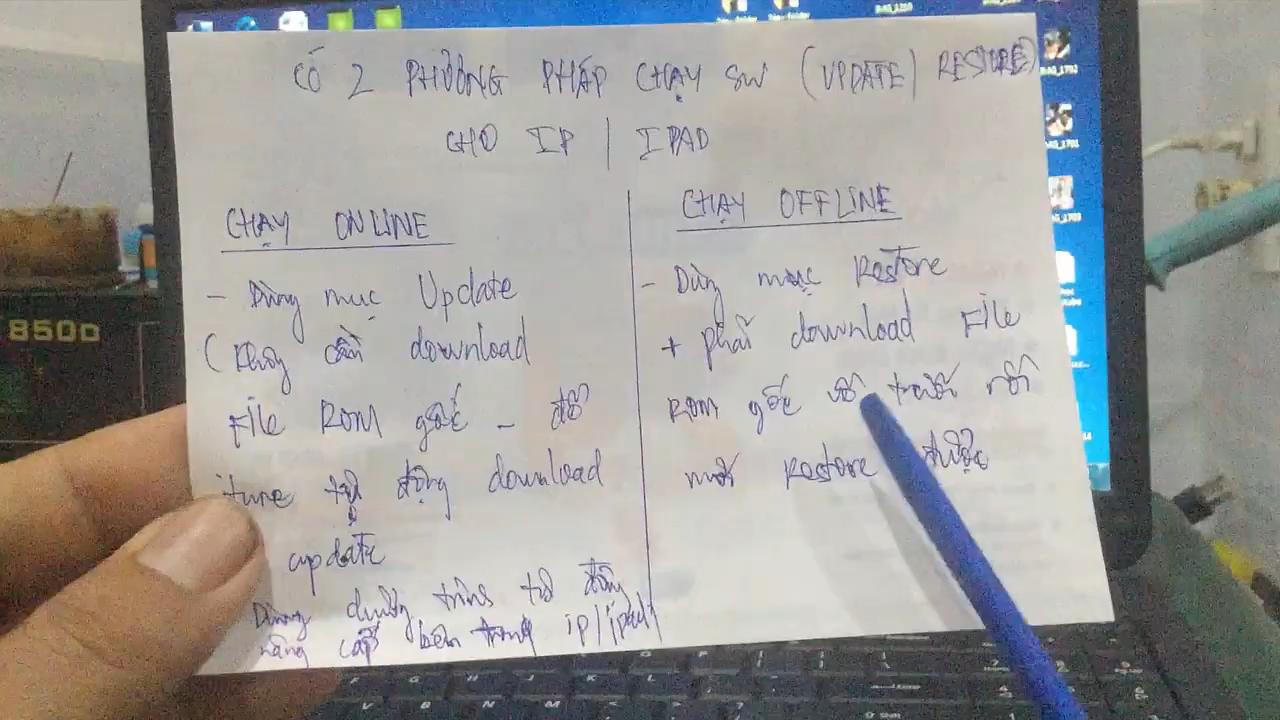 CÓ 2 PHƯƠNG PHÁP CHẠY SW (UPDATE) RESTORE)
CHO IP | IPAD
CHẠY ONLINE
- Dùng mục Update
(Không cần download
File ROM gốc - để
itune tự động download
update
Dùng chương trình tự động
nâng cấp bên trong ip/ipad)
CHẠY OFFLINE
- Dùng mục Restore
+ phải download File
ROM gốc về trước rồi
mới Restore được
8500